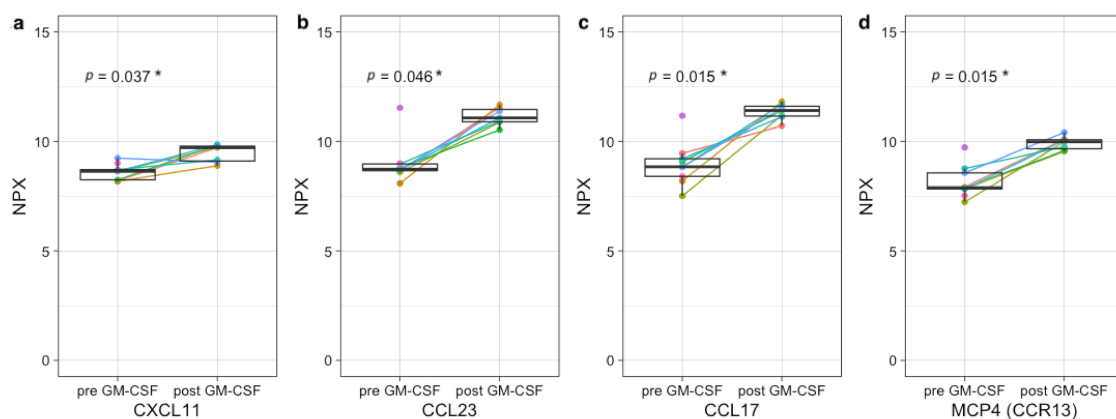 a
15
p = 0.037 *
10
NPX
5
0
pre GM-CSF post GM-CSF
CXCL11
b
15
p = 0.046 *
10
NPX
5
0
pre GM-CSF post GM-CSF
CCL23
c
15
p = 0.015 *
10
NPX
5
0
pre GM-CSF post GM-CSF
CCL17
d
15
p = 0.015 *
10
NPX
5
0
pre GM-CSF post GM-CSF
MCP4 (CCR13)